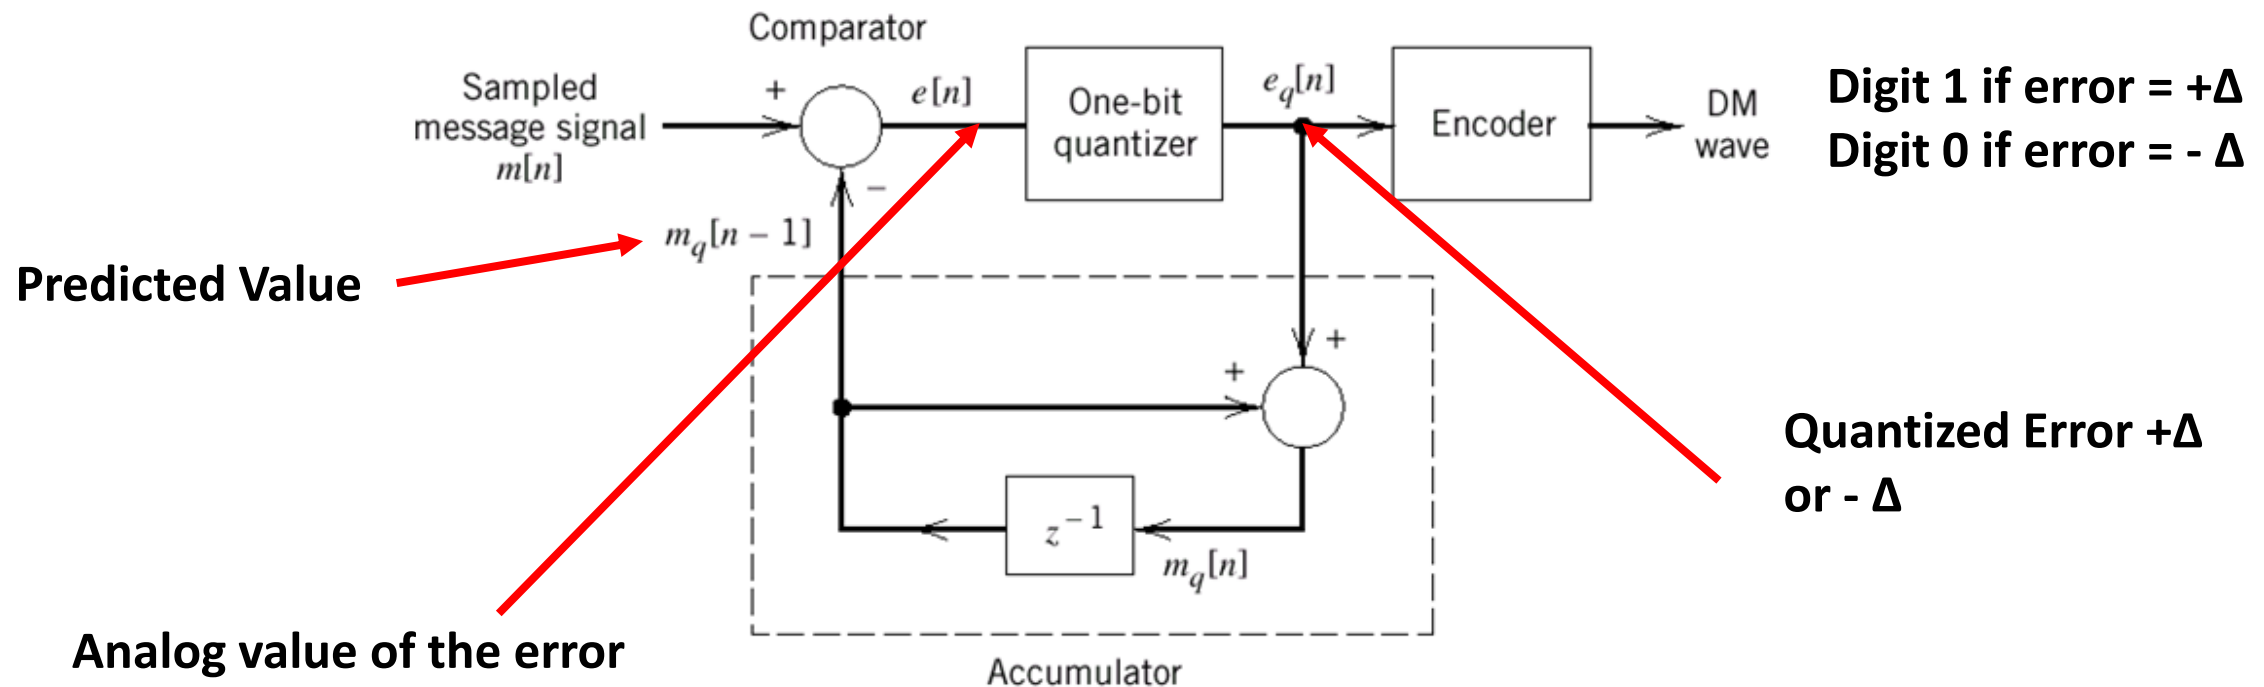 Comparator
Sampled
message signal
m[n]
+
e[n]
One-bit
quantizer
e_q[n]
Encoder
DM
wave
Digit 1 if error = +Δ
Digit 0 if error = - Δ
−
m_q[n − 1]
Predicted Value
+
+
Quantized Error +Δ
or - Δ
z⁻¹
m_q[n]
Analog value of the error
Accumulator